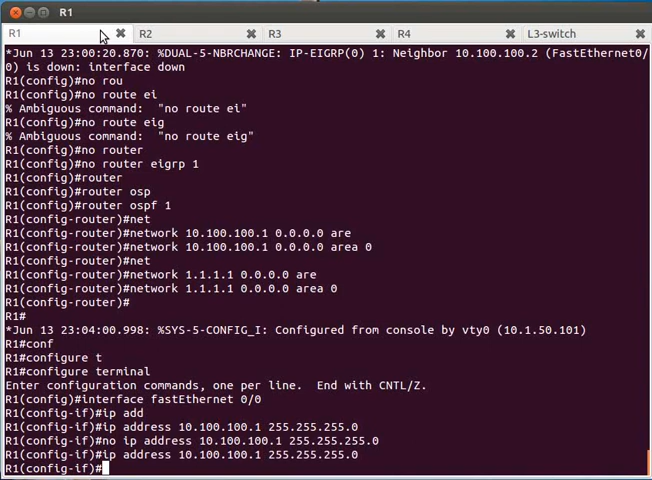 R1
R1
R2
R3
R4
L3-switch
*Jun 13 23:00:20.870: %DUAL-5-NBRCHANGE: IP-EIGRP(0) 1: Neighbor 10.100.100.2 (FastEthernet0/
0) is down: interface down
R1(config)#no rou
R1(config)#no route ei
% Ambiguous command:  "no route ei"
R1(config)#no route eig
% Ambiguous command:  "no route eig"
R1(config)#no router
R1(config)#no router eigrp 1
R1(config)#router
R1(config)#router osp
R1(config)#router ospf 1
R1(config-router)#net
R1(config-router)#network 10.100.100.1 0.0.0.0 are
R1(config-router)#network 10.100.100.1 0.0.0.0 area 0
R1(config-router)#net
R1(config-router)#network 1.1.1.1 0.0.0.0 are
R1(config-router)#network 1.1.1.1 0.0.0.0 area 0
R1(config-router)#
R1#
*Jun 13 23:04:00.998: %SYS-5-CONFIG_I: Configured from console by vty0 (10.1.50.101)
R1#conf
R1#configure t
R1#configure terminal
Enter configuration commands, one per line.  End with CNTL/Z.
R1(config)#interface fastEthernet 0/0
R1(config-if)#ip add
R1(config-if)#ip address 10.100.100.1 255.255.255.0
R1(config-if)#no ip address 10.100.100.1 255.255.255.0
R1(config-if)#ip address 10.100.100.1 255.255.255.0
R1(config-if)#